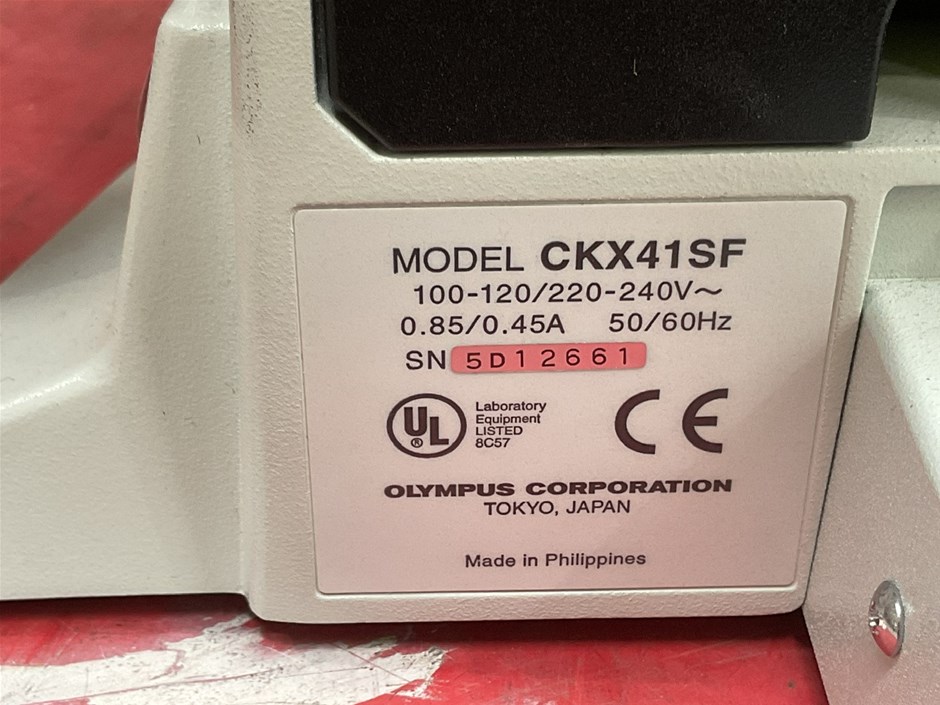 MODEL CKX41SF
100-120/220-240V～
0.85/0.45A 50/60Hz
SN 5D12661
UL ®
Laboratory
Equipment
LISTED
8C57
CE
OLYMPUS CORPORATION
TOKYO, JAPAN
Made in Philippines